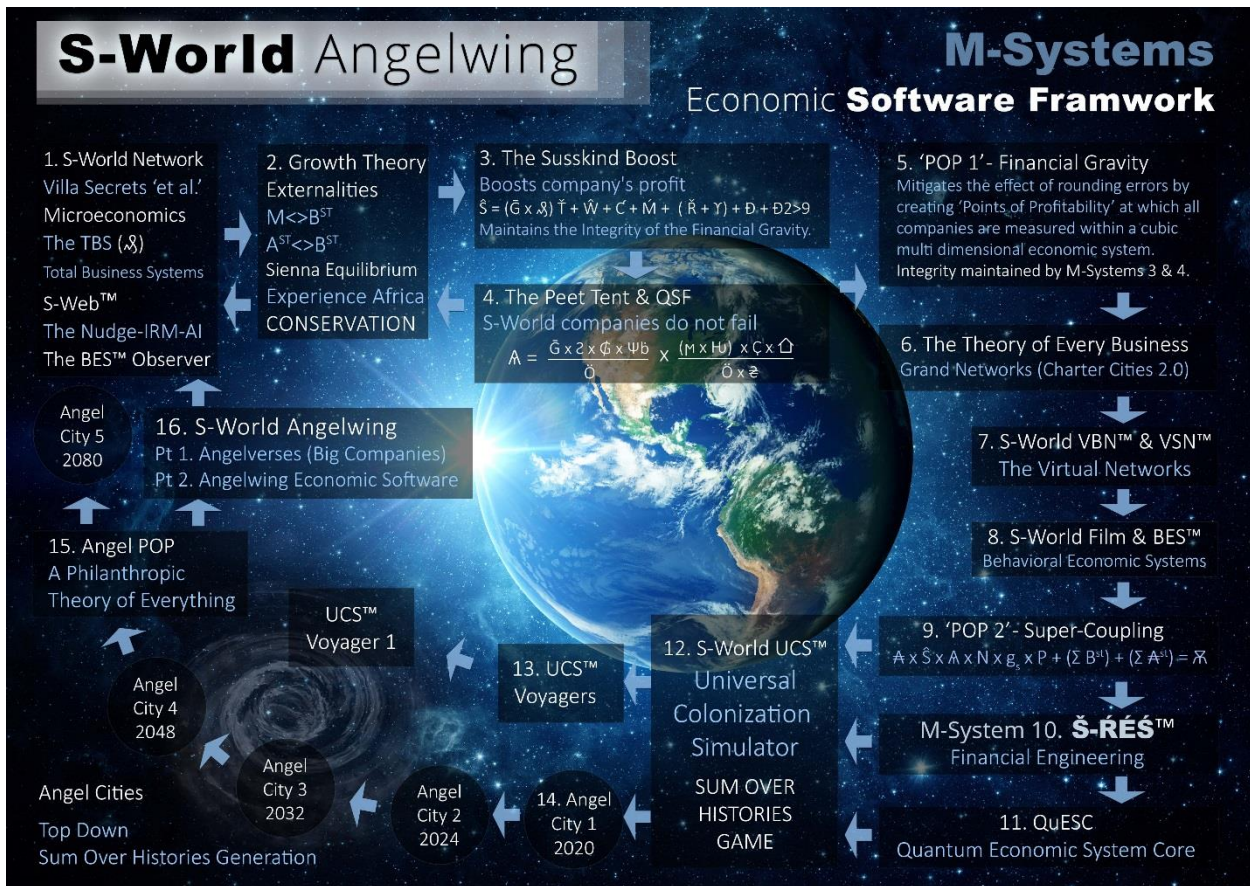 S-World Angelwing
M-Systems
Economic Software Framwork
1. S-World Network
Villa Secrets ‘et al.’
Microeconomics
The TBS
Total Business Systems
S-Web™
The Nudge-IRM-AI
The BES™ Observer
2. Growth Theory
Externalities
M<>Bˢᵀ
Aˢᵀ<>Bˢᵀ
Sienna Equilibrium
Experience Africa
CONSERVATION
3. The Susskind Boost
Boosts company's profit
Maintains the Integrity of the Financial Gravity.
4. The Peet Tent & QSF
S-World companies do not fail
5. ‘POP 1’- Financial Gravity
Mitigates the effect of rounding errors by
creating ‘Points of Profitability’ at which all
companies are measured within a cubic
multi dimensional economic system.
Integrity maintained by M-Systems 3 & 4.
6. The Theory of Every Business
Grand Networks (Charter Cities 2.0)
7. S-World VBN™ & VSN™
The Virtual Networks
8. S-World Film & BES™
Behavioral Economic Systems
9. ‘POP 2’- Super-Coupling
M-System 10. Š-ŔÉŚ™
Financial Engineering
11. QuESC
Quantum Economic System Core
12. S-World UCS™
Universal
Colonization
Simulator
SUM OVER
HISTORIES
GAME
13. UCS™
Voyagers
UCS™
Voyager 1
14. Angel
City 1
2020
Angel
City 2
2024
Angel
City 3
2032
Angel
City 4
2048
Angel Cities
Top Down
Sum Over Histories Generation
15. Angel POP
A Philanthropic
Theory of Everything
Angel
City 5
2080
16. S-World Angelwing
Pt 1. Angelverses (Big Companies)
Pt 2. Angelwing Economic Software